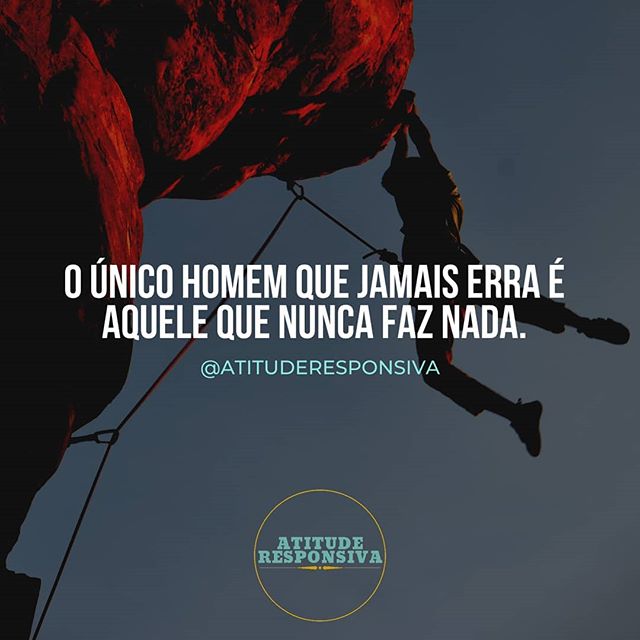 O ÚNICO HOMEM QUE JAMAIS ERRA É
AQUELE QUE NUNCA FAZ NADA.
@ATITUDERESPONSIVA
ATITUDE
RESPONSIVA